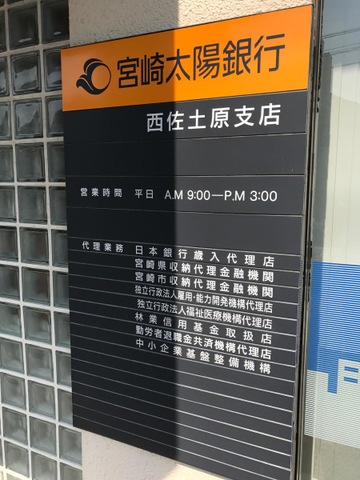 宮崎太陽銀行
西佐土原支店
営業時間 平日 A.M 9:00—P.M 3:00
代理業務 日本銀行歳入代理店
宮崎県収納代理金融機関
宮崎市収納代理金融機関
独立行政法人雇用・能力開発機構代理店
独立行政法人福祉医療機構代理店
林業信用基金取扱店
勤労者退職金共済機構代理店
中小企業基盤整備機構